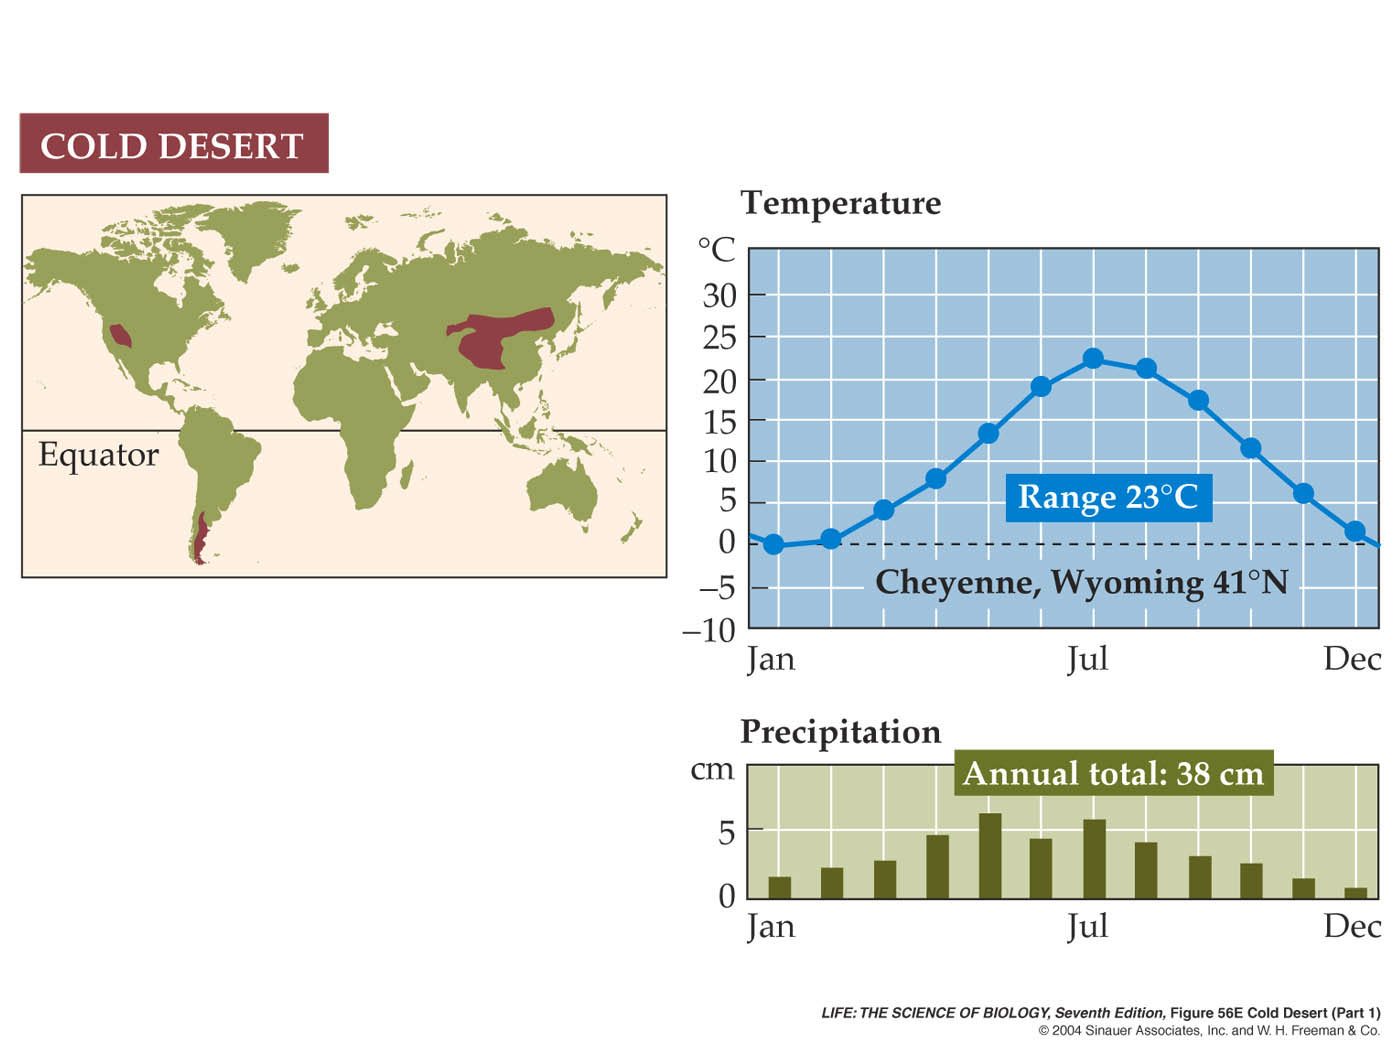 COLD DESERT
Equator
Temperature
°C
30
25
20
15
10
5
0
–5
–10
Range 23°C
Cheyenne, Wyoming 41°N
Jan
Jul
Dec
Precipitation
cm
Annual total: 38 cm
5
0
Jan
Jul
Dec
LIFE: THE SCIENCE OF BIOLOGY, Seventh Edition, Figure 56E Cold Desert (Part 1)
© 2004 Sinauer Associates, Inc. and W. H. Freeman & Co.